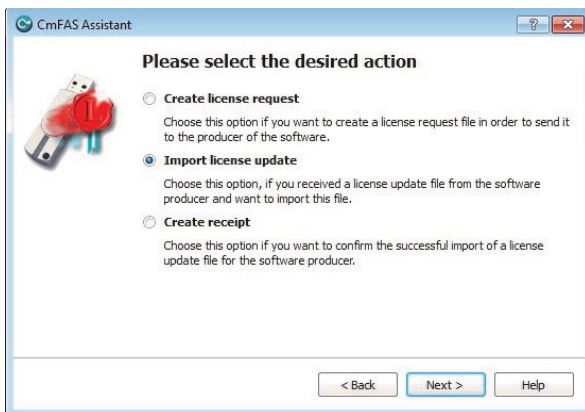 CmFAS Assistant
Please select the desired action
Create license request
Choose this option if you want to create a license request file in order to send it
to the producer of the software.
Import license update
Choose this option, if you received a license update file from the software
producer and want to import this file.
Create receipt
Choose this option if you want to confirm the successful import of a license
update file for the software producer.
< Back
Next >
Help